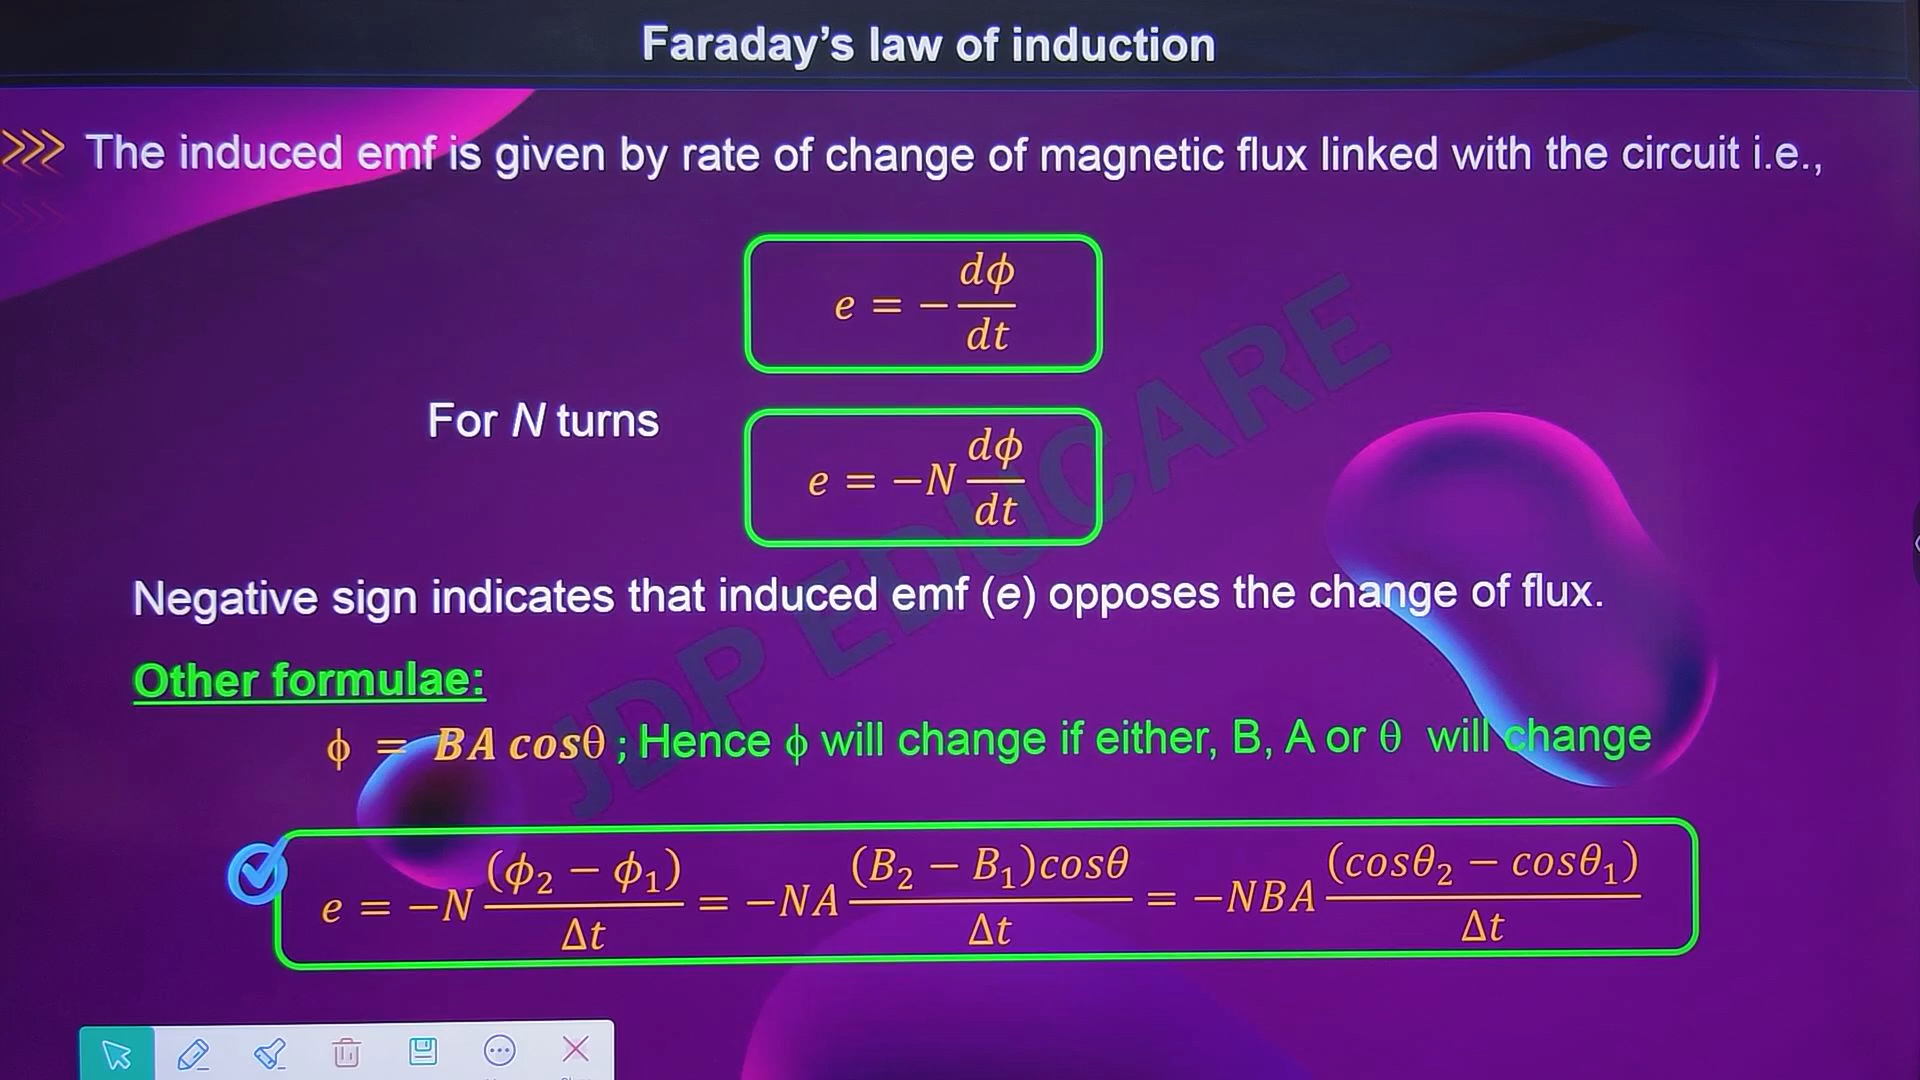 Faraday’s law of induction
The induced emf is given by rate of change of magnetic flux linked with the circuit i.e.,
e = − dϕ/dt
For N turns
e = −N dϕ/dt
Negative sign indicates that induced emf (e) opposes the change of flux.
Other formulae:
ϕ = BA cosθ ; Hence ϕ will change if either, B, A or θ will change
e = −N (ϕ₂ − ϕ₁)/Δt = −NA (B₂ − B₁)cosθ/Δt = −NBA (cosθ₂ − cosθ₁)/Δt
JDP EDUCARE